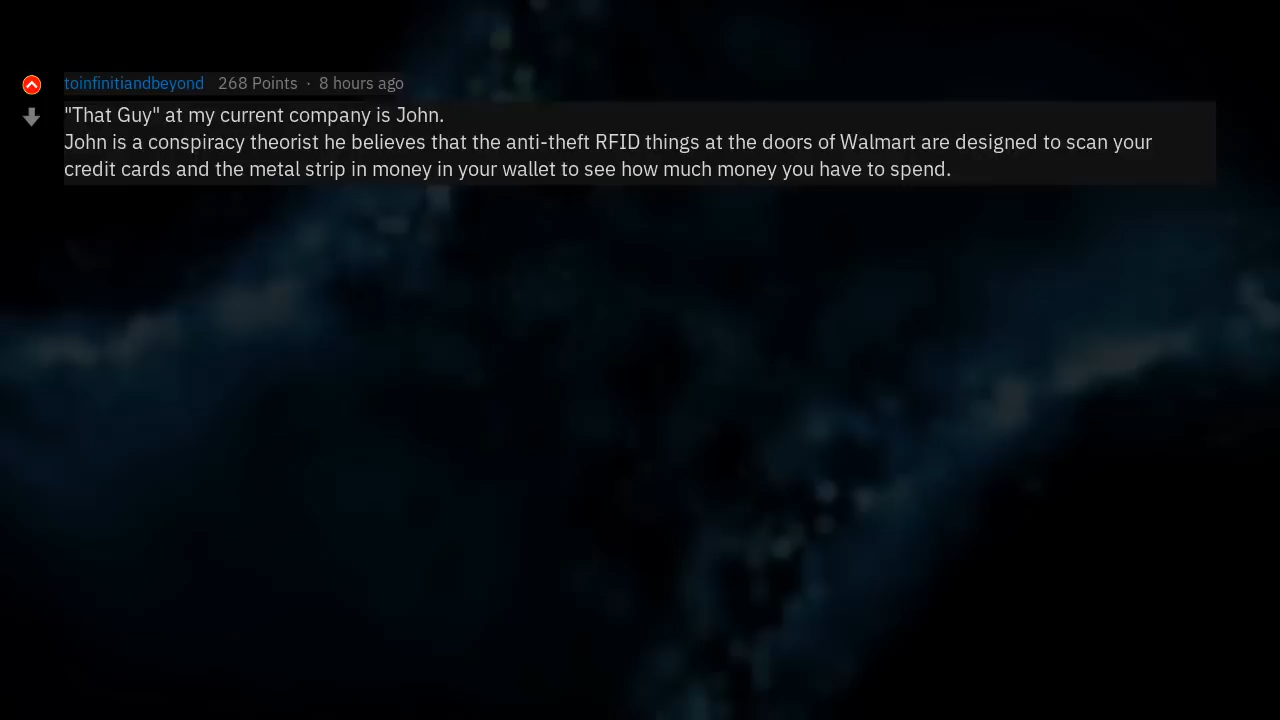 toinfinitiandbeyond 268 Points · 8 hours ago
"That Guy" at my current company is John.
John is a conspiracy theorist he believes that the anti-theft RFID things at the doors of Walmart are designed to scan your
credit cards and the metal strip in money in your wallet to see how much money you have to spend.